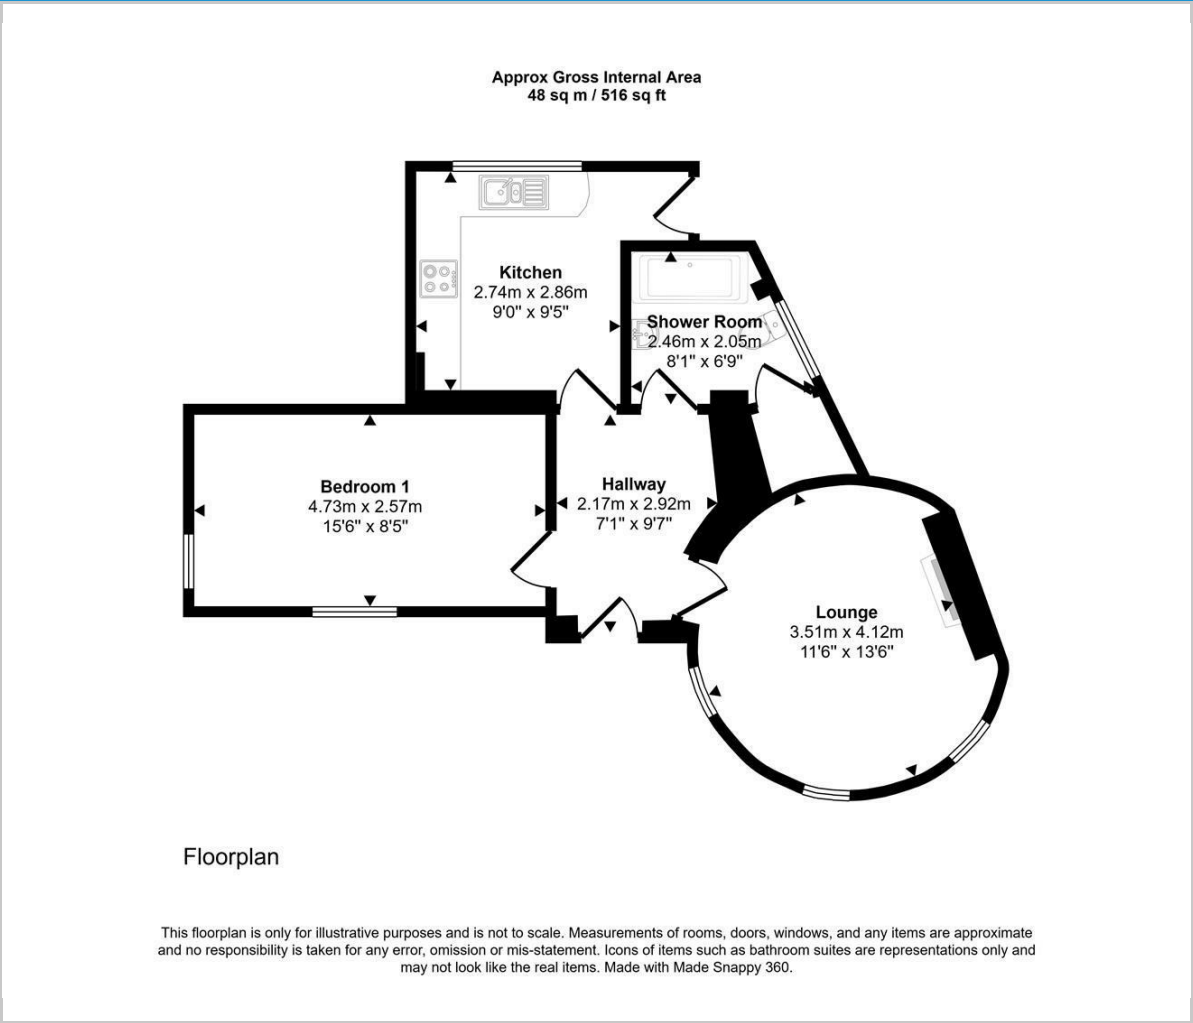 Approx Gross Internal Area
48 sq m / 516 sq ft
Kitchen
2.74m x 2.86m
9'0" x 9'5"
Shower Room
2.46m x 2.05m
8'1" x 6'9"
Bedroom 1
4.73m x 2.57m
15'6" x 8'5"
Hallway
2.17m x 2.92m
7'1" x 9'7"
Lounge
3.51m x 4.12m
11'6" x 13'6"
Floorplan
This floorplan is only for illustrative purposes and is not to scale. Measurements of rooms, doors, windows, and any items are approximate
and no responsibility is taken for any error, omission or mis-statement. Icons of items such as bathroom suites are representations only and
may not look like the real items. Made with Made Snappy 360.